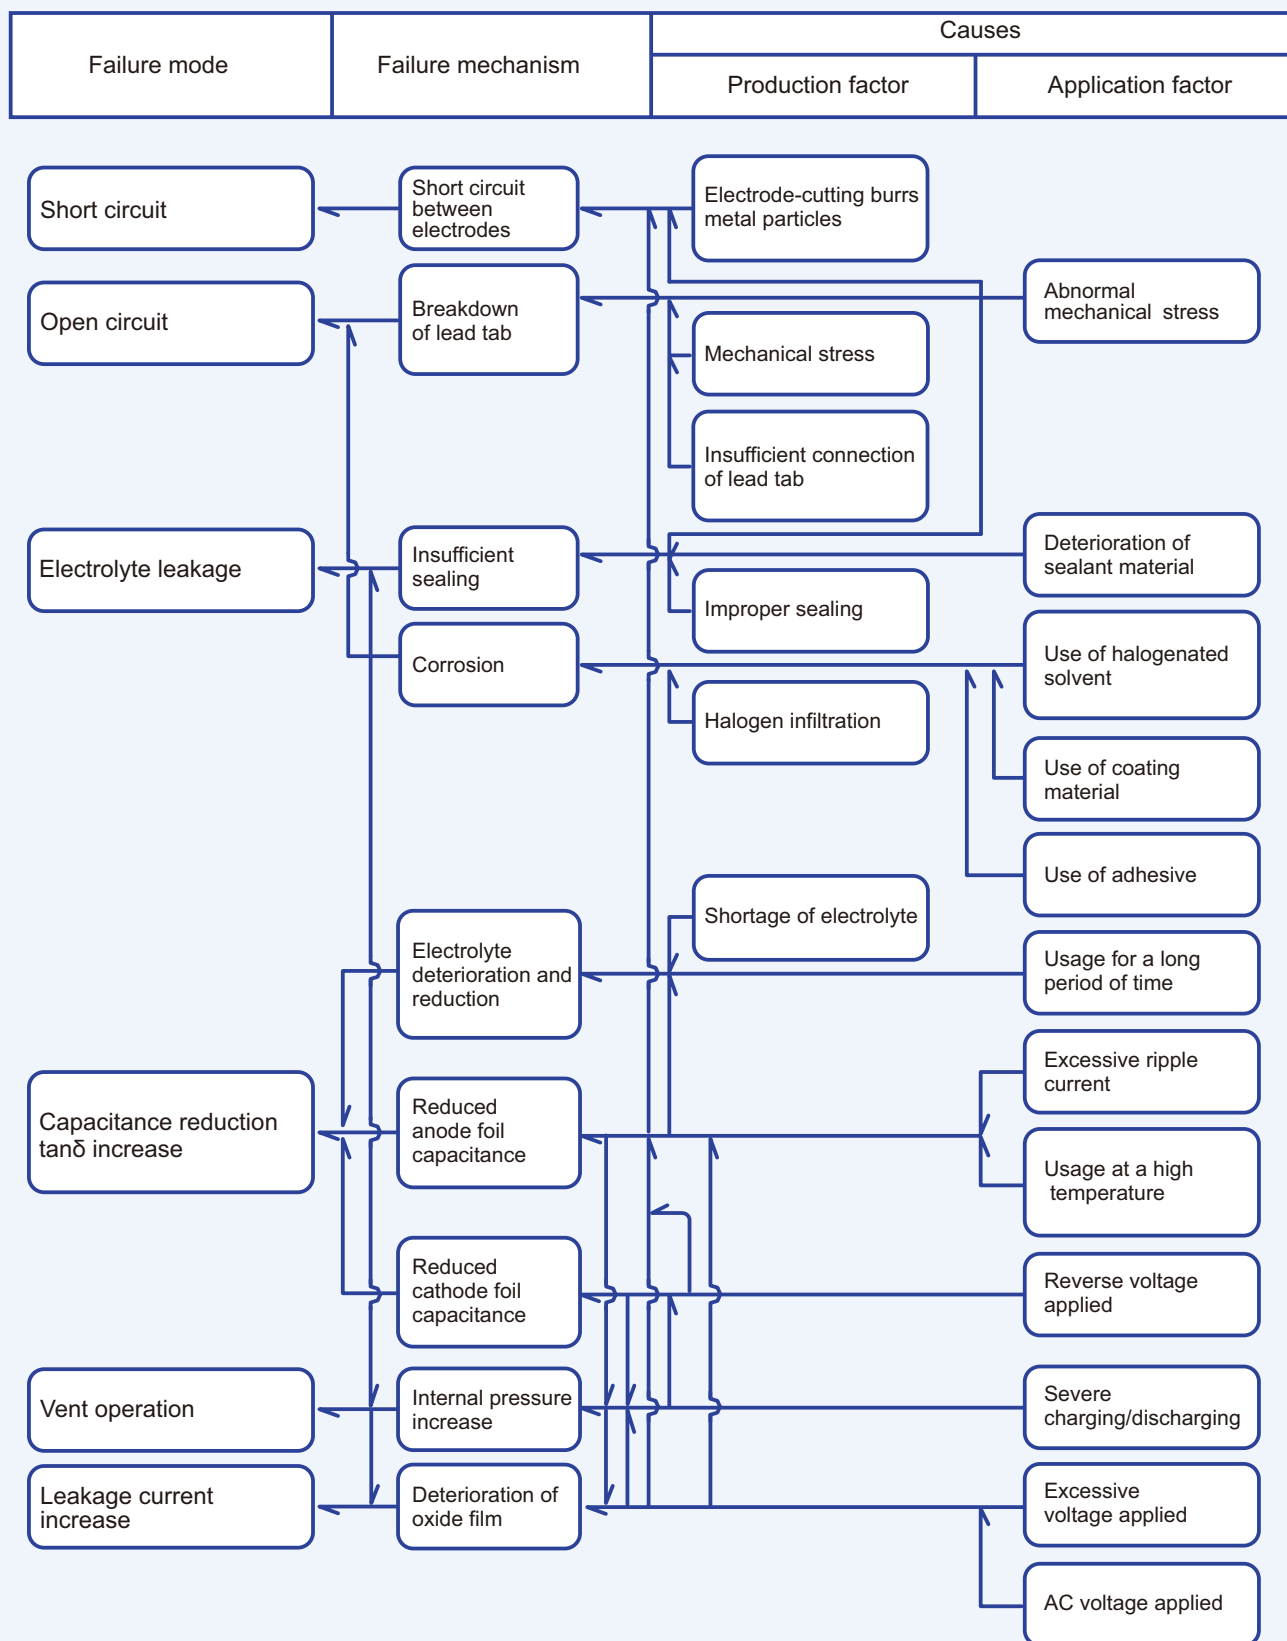 Failure mode
Failure mechanism
Causes
Production factor
Application factor
Short circuit
Short circuit
between
electrodes
Electrode-cutting burrs
metal particles
Open circuit
Breakdown
of lead tab
Abnormal
mechanical stress
Mechanical stress
Insufficient connection
of lead tab
Electrolyte leakage
Insufficient
sealing
Deterioration of
sealant material
Improper sealing
Corrosion
Use of halogenated
solvent
Halogen infiltration
Use of coating
material
Use of adhesive
Shortage of electrolyte
Electrolyte
deterioration and
reduction
Usage for a long
period of time
Excessive ripple
current
Capacitance reduction
tanδ increase
Reduced
anode foil
capacitance
Usage at a high
temperature
Reduced
cathode foil
capacitance
Reverse voltage
applied
Vent operation
Internal pressure
increase
Severe
charging/discharging
Leakage current
increase
Deterioration of
oxide film
Excessive
voltage applied
AC voltage applied